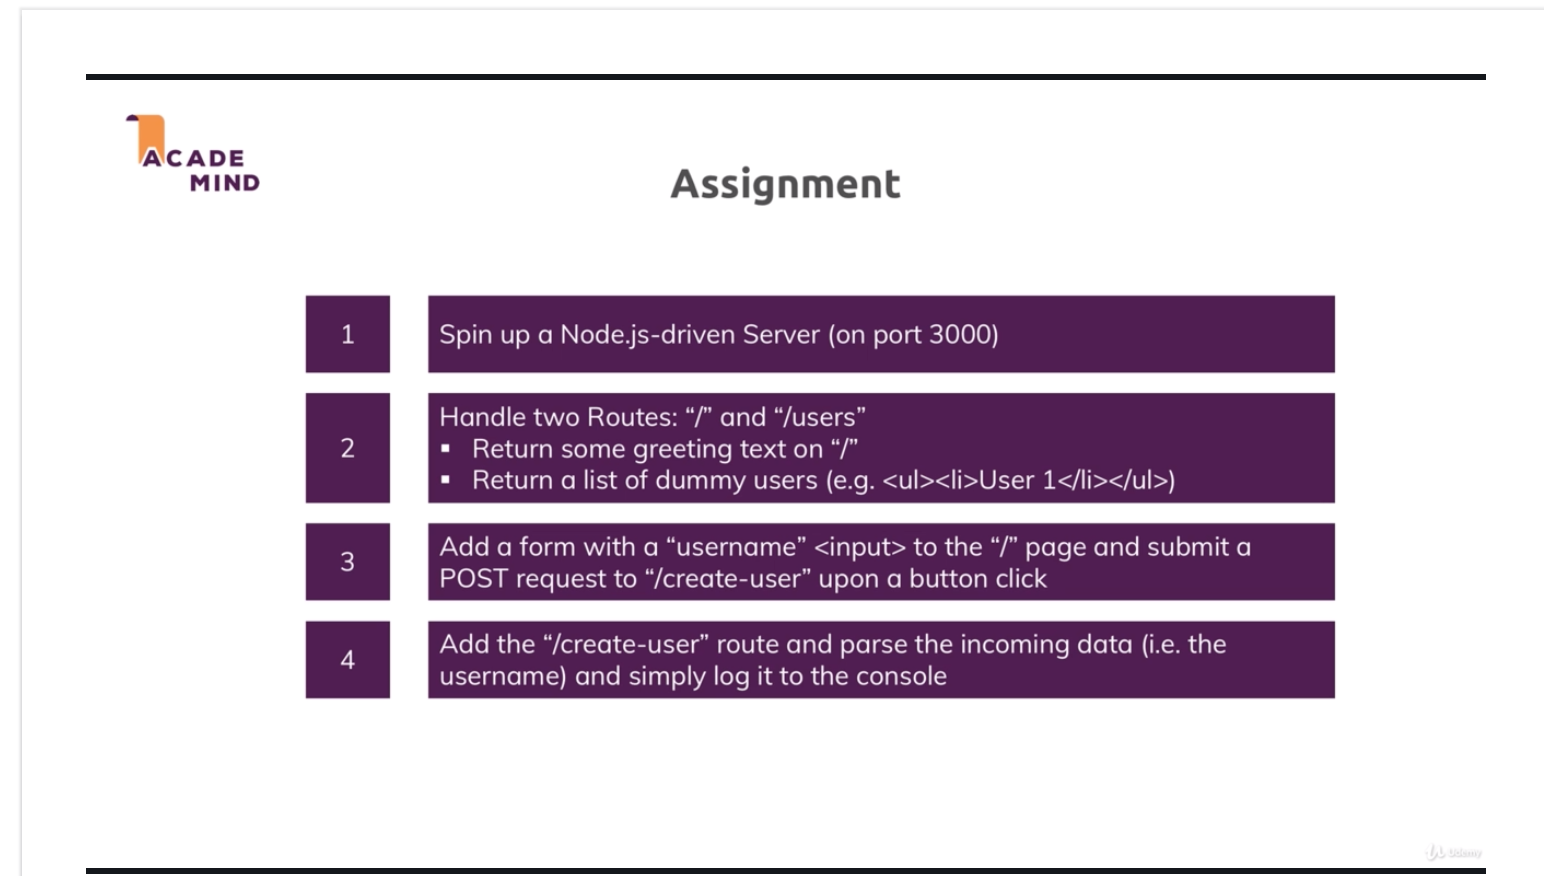 ACADE
MIND
Assignment
1
Spin up a Node.js-driven Server (on port 3000)
2
Handle two Routes: “/” and “/users”
▪ Return some greeting text on “/”
▪ Return a list of dummy users (e.g. <ul><li>User 1</li></ul>)
3
Add a form with a “username” <input> to the “/” page and submit a
POST request to “/create-user” upon a button click
4
Add the “/create-user” route and parse the incoming data (i.e. the
username) and simply log it to the console
Udemy